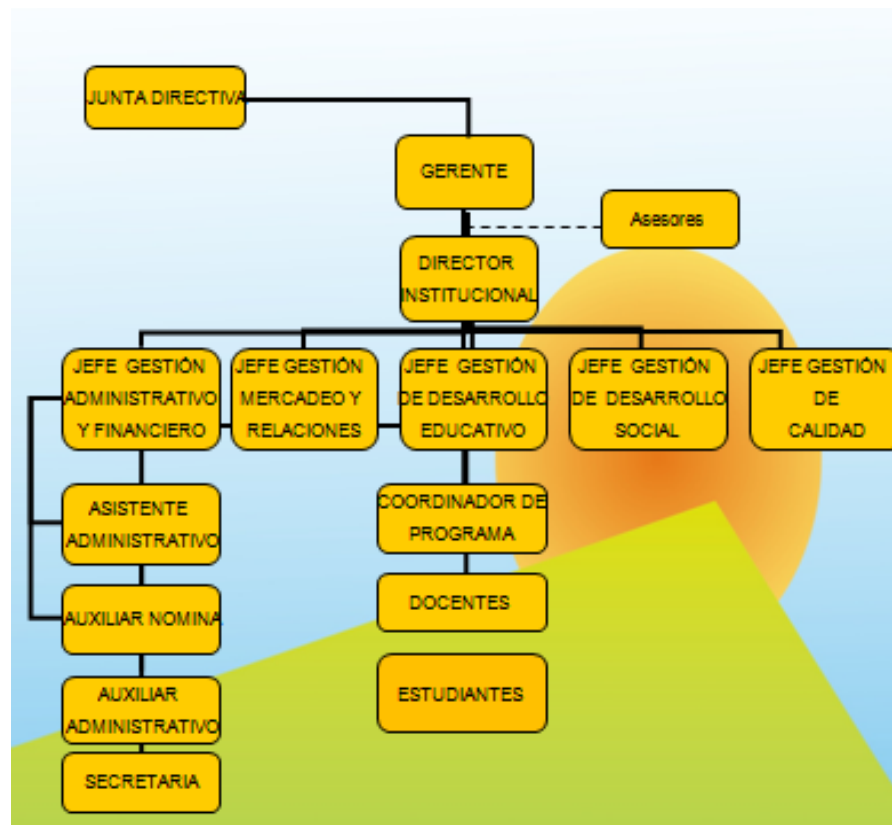 JUNTA DIRECTIVA
GERENTE
Asesores
DIRECTOR
INSTITUCIONAL
JEFE GESTIÓN
ADMINISTRATIVO
Y FINANCIERO
JEFE GESTIÓN
MERCADEO Y
RELACIONES
JEFE GESTIÓN
DE DESARROLLO
EDUCATIVO
JEFE GESTIÓN
DE DESARROLLO
SOCIAL
JEFE GESTIÓN
DE
CALIDAD
ASISTENTE
ADMINISTRATIVO
AUXILIAR NOMINA
AUXILIAR
ADMINISTRATIVO
SECRETARIA
COORDINADOR DE
PROGRAMA
DOCENTES
ESTUDIANTES